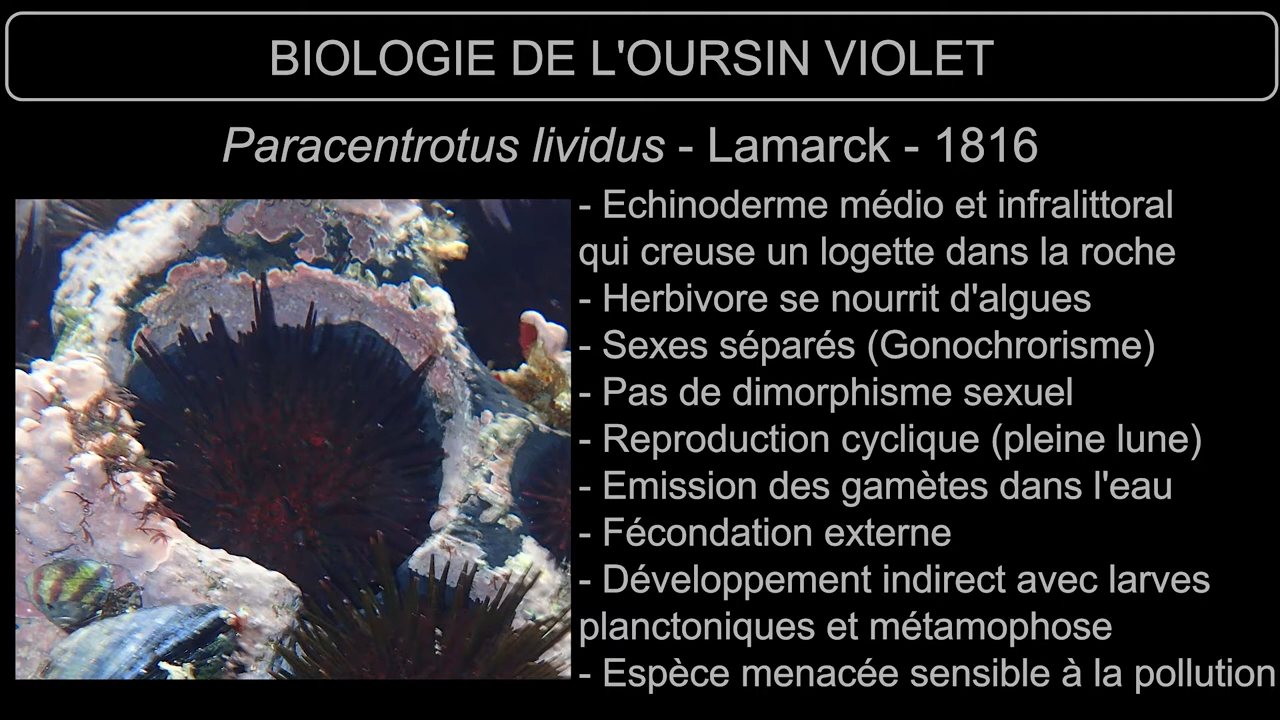 BIOLOGIE DE L'OURSIN VIOLET
Paracentrotus lividus - Lamarck - 1816
- Echinoderme médio et infralittoral
qui creuse un logette dans la roche
- Herbivore se nourrit d'algues
- Sexes séparés (Gonochrorisme)
- Pas de dimorphisme sexuel
- Reproduction cyclique (pleine lune)
- Emission des gamètes dans l'eau
- Fécondation externe
- Développement indirect avec larves
planctoniques et métamophose
- Espèce menacée sensible à la pollution